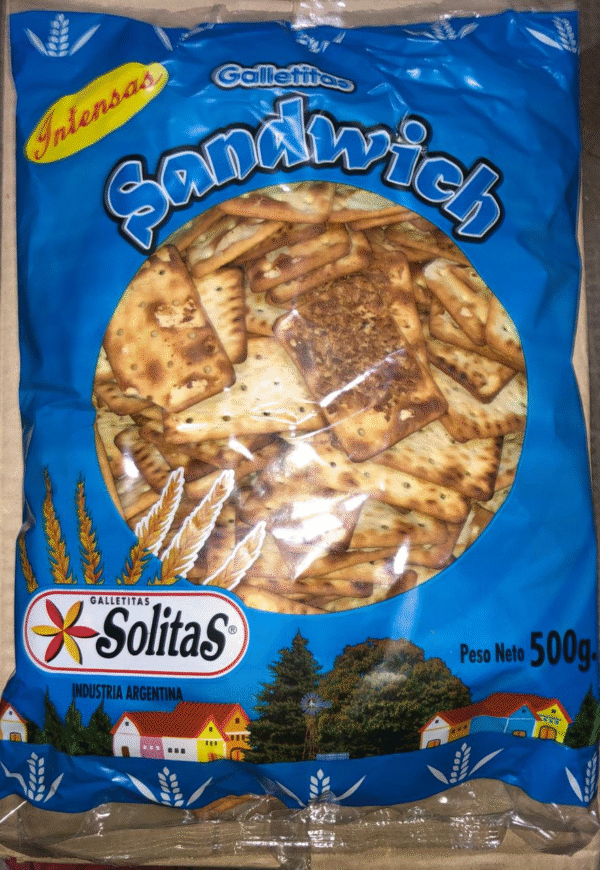 Intensas
Galletitas
Sandwich
GALLETITAS
Solitas®
INDUSTRIA ARGENTINA
Peso Neto 500g.